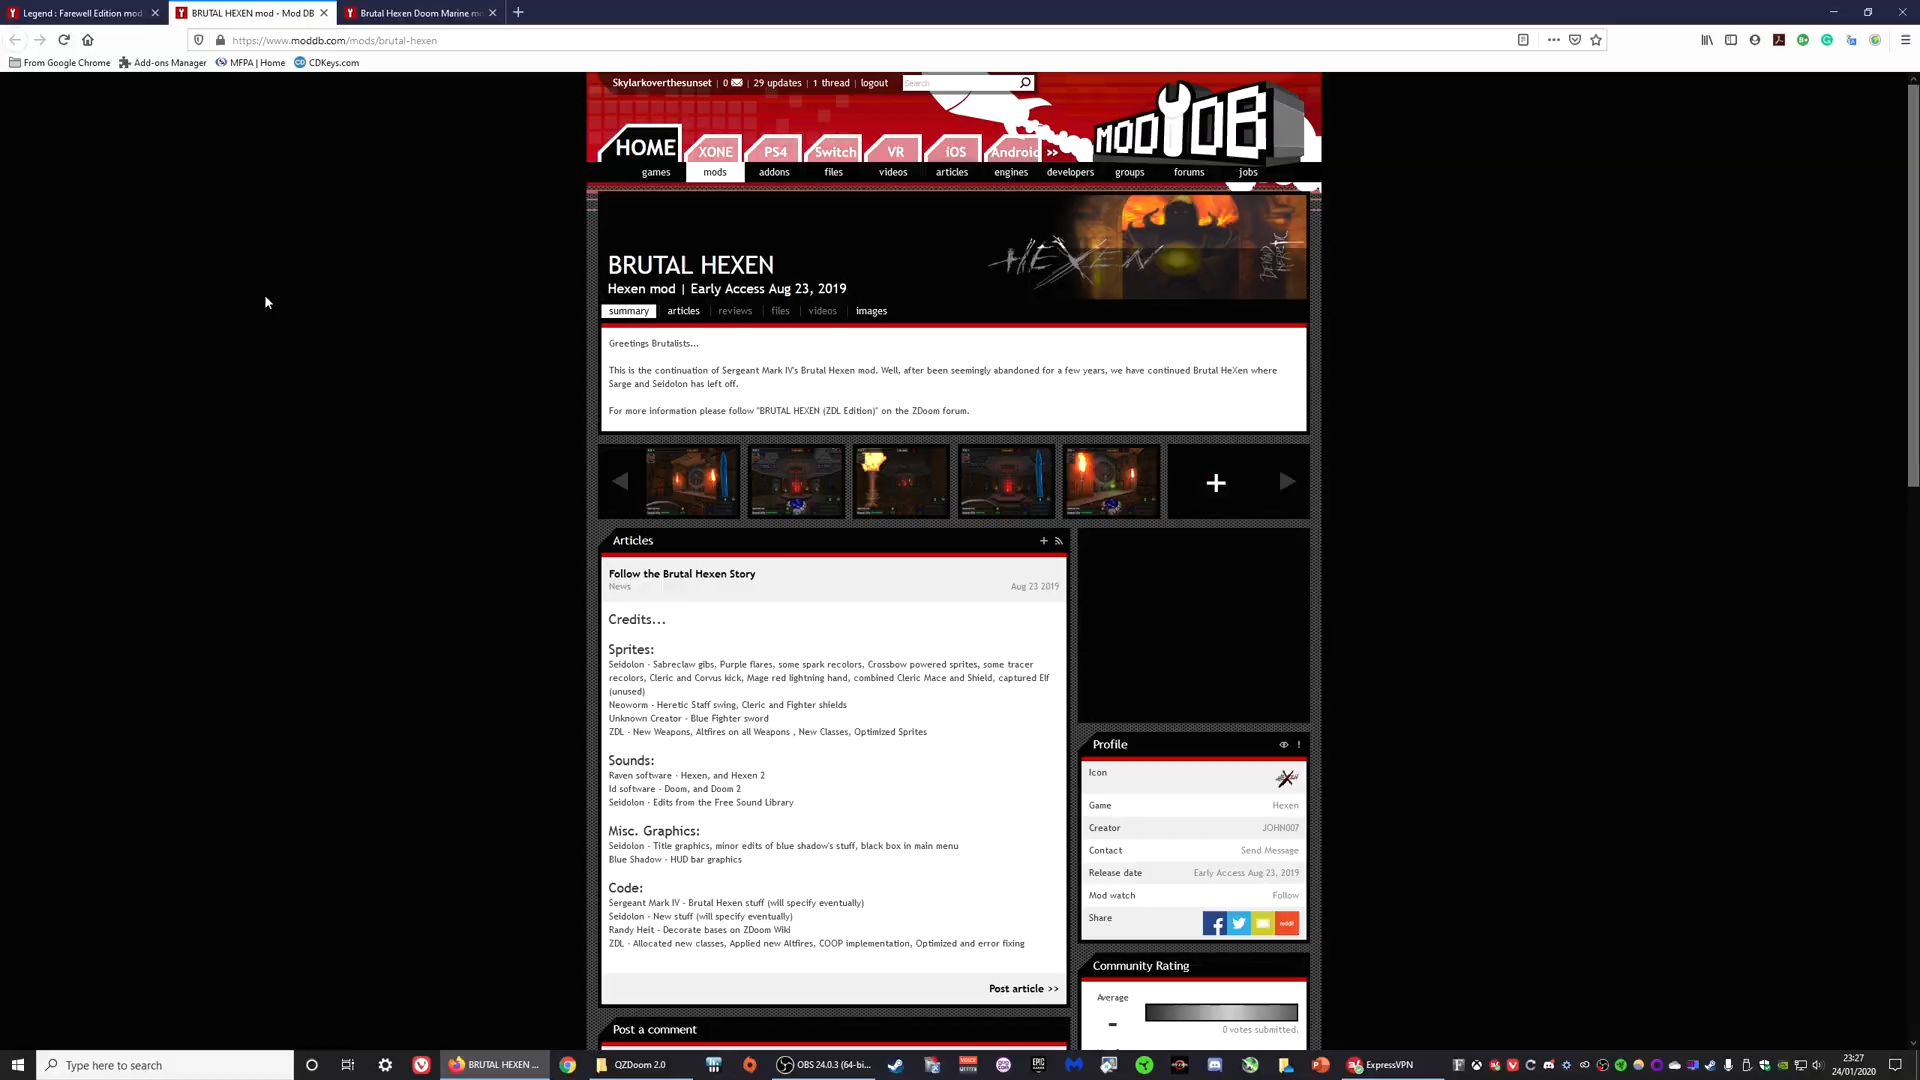 Legend : Farewell Edition mod
BRUTAL HEXEN mod - Mod DB
Brutal Hexen Doom Marine mo
https://www.moddb.com/mods/brutal-hexen
From Google Chrome
Add-ons Manager
MFPA | Home
CDKeys.com
Skylarkoverthesunset | 0 | 29 updates | 1 thread | logout
Search
MODDB
HOME
XONE
PS4
Switch
VR
iOS
Android
>>
games
mods
addons
files
videos
articles
engines
developers
groups
forums
jobs
HEXEN
BRUTAL HEXEN
Hexen mod | Early Access Aug 23, 2019
summary
articles
reviews
files
videos
images
Greetings Brutalists...
This is the continuation of Sergeant Mark IV's Brutal Hexen mod. Well, after been seemingly abandoned for a few years, we have continued Brutal HeXen where
Sarge and Seidolon has left off.
For more information please follow "BRUTAL HEXEN (ZDL Edition)" on the ZDoom forum.
Articles
Follow the Brutal Hexen Story
News
Aug 23 2019
Credits...
Sprites:
Seidolon - Sabreclaw gibs, Purple flares, some spark recolors, Crossbow powered sprites, some tracer
recolors, Cleric and Corvus kick, Mage red lightning hand, combined Cleric Mace and Shield, captured Elf
(unused)
Neoworm - Heretic Staff swing, Cleric and Fighter shields
Unknown Creator - Blue Fighter sword
ZDL - New Weapons, Altfires on all Weapons , New Classes, Optimized Sprites
Sounds:
Raven software - Hexen, and Hexen 2
Id software - Doom, and Doom 2
Seidolon - Edits from the Free Sound Library
Misc. Graphics:
Seidolon - Title graphics, minor edits of blue shadow's stuff, black box in main menu
Blue Shadow - HUD bar graphics
Code:
Sergeant Mark IV - Brutal Hexen stuff (will specify eventually)
Seidolon - New stuff (will specify eventually)
Randy Heit - Decorate bases on ZDoom Wiki
ZDL - Allocated new classes, Applied new Altfires, COOP implementation, Optimized and error fixing
Post article >>
Post a comment
Profile
Icon
Game
Hexen
Creator
JOHN007
Contact
Send Message
Release date
Early Access Aug 23, 2019
Mod watch
Follow
Share
reddit
Community Rating
Average
-
0 votes submitted.
Type here to search
BRUTAL HEXEN ...
QZDoom 2.0
OBS 24.0.3 (64-bi...
ExpressVPN
23:27
24/01/2020